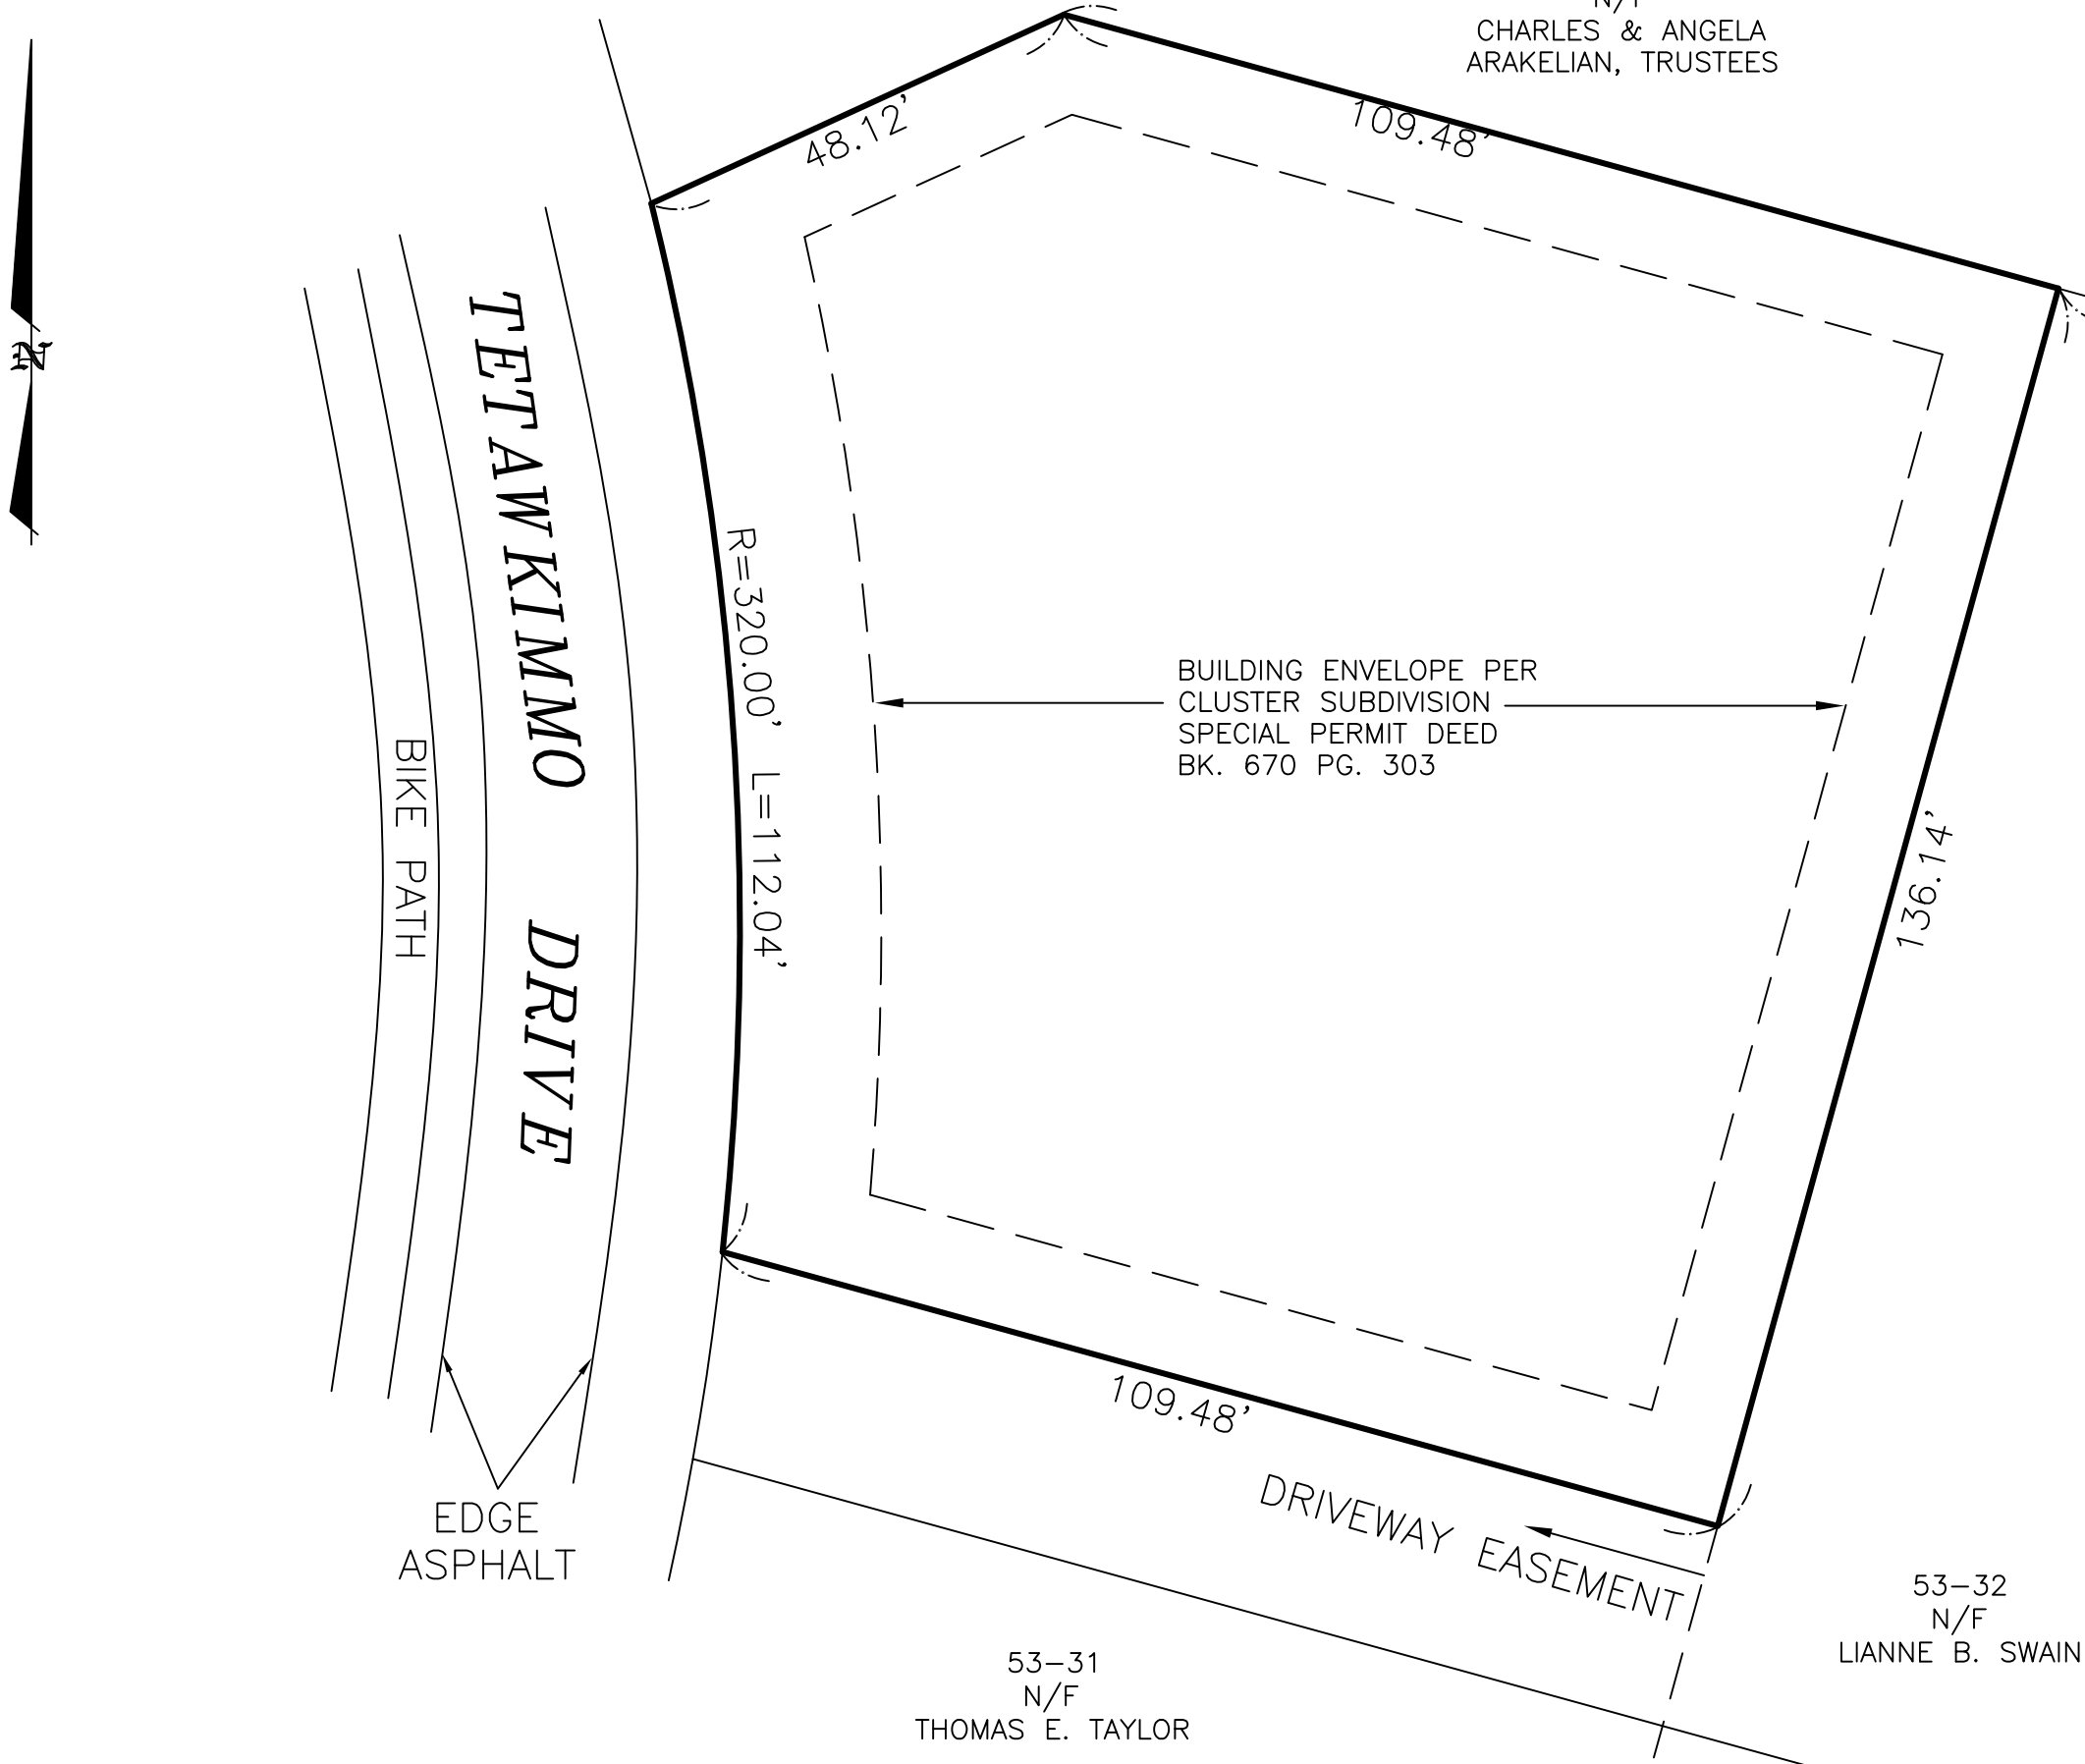 N/F
CHARLES & ANGELA
ARAKELIAN, TRUSTEES
48.12'
109.48'
N
TETAWKIMMO DRIVE
R=320.00' L=112.04'
BUILDING ENVELOPE PER
CLUSTER SUBDIVISION
SPECIAL PERMIT DEED
BK. 670 PG. 303
BIKE PATH
136.14'
109.48'
DRIVEWAY EASEMENT
EDGE
ASPHALT
53-32
N/F
LIANNE B. SWAIN
53-31
N/F
THOMAS E. TAYLOR